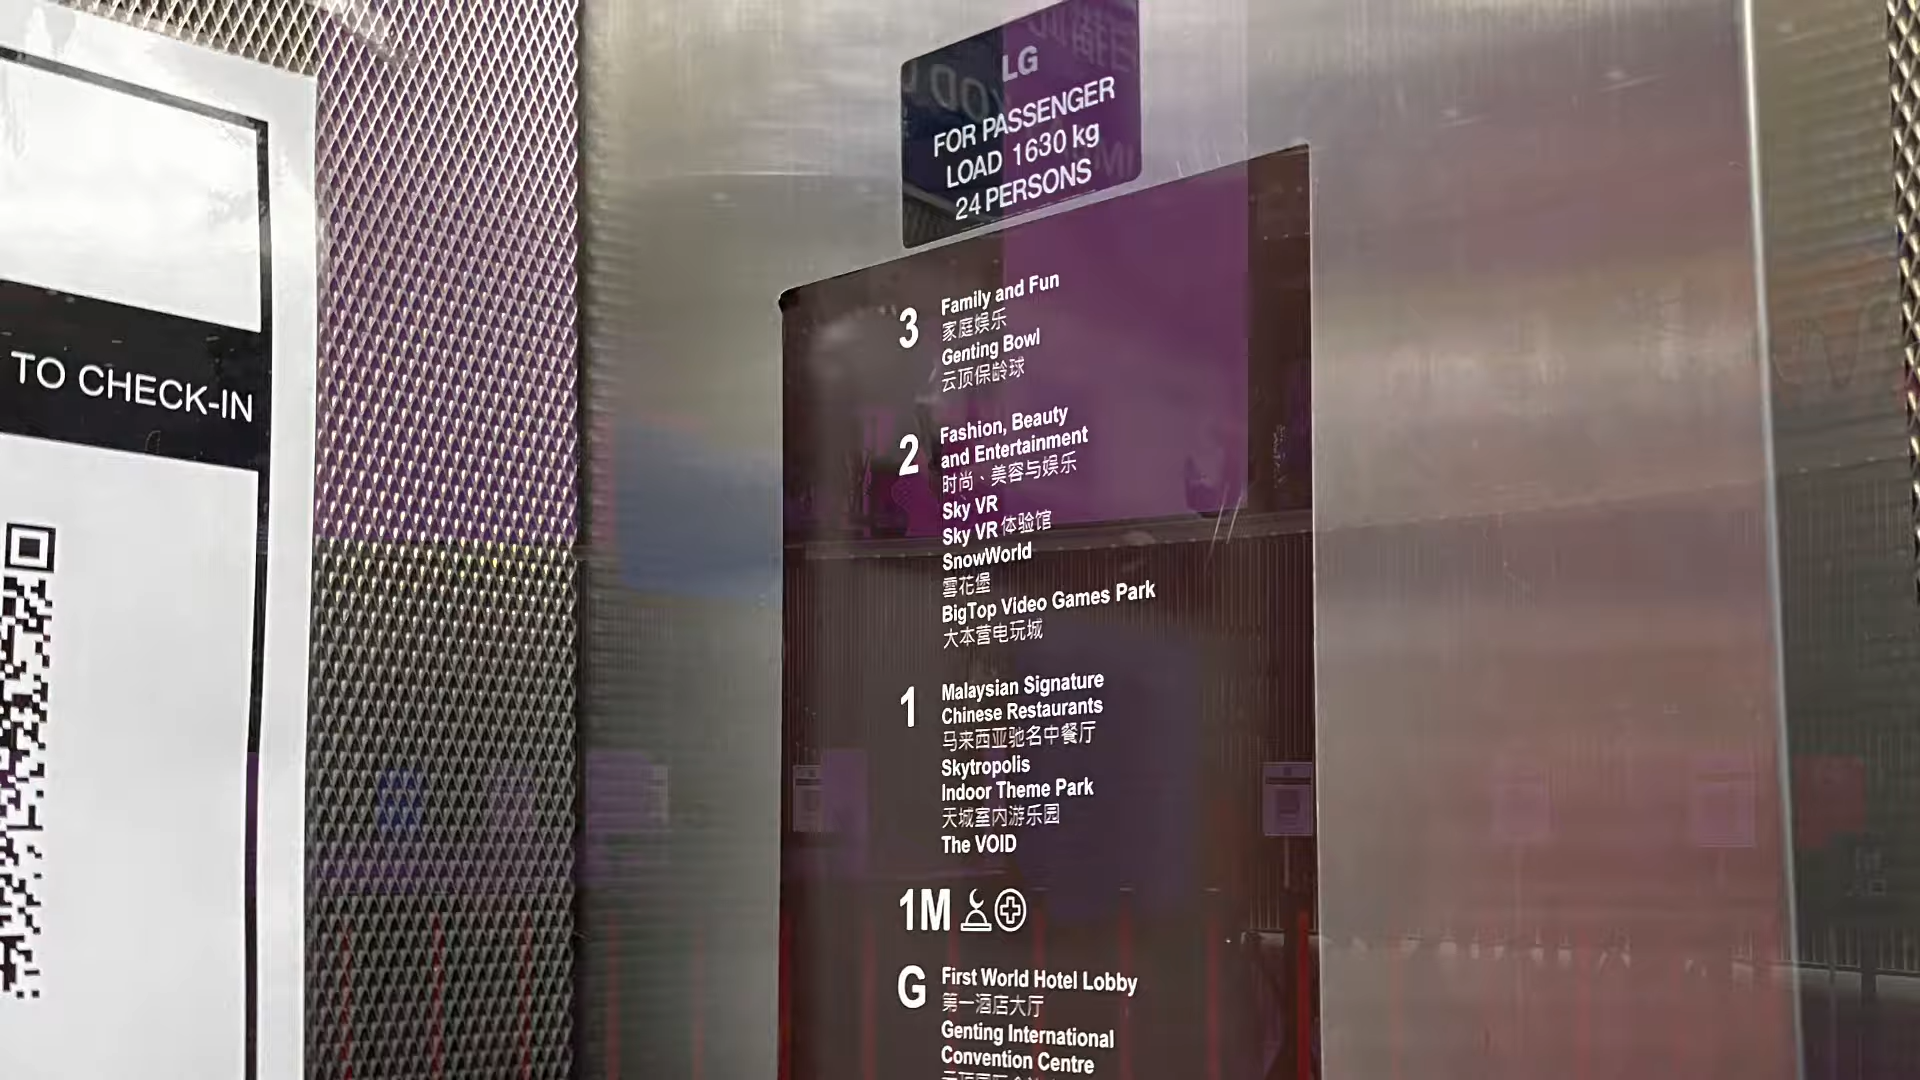 TO CHECK-IN
LG
FOR PASSENGER
LOAD 1630 kg
24 PERSONS
3
Family and Fun
家庭娱乐
Genting Bowl
云顶保龄球
2
Fashion, Beauty
and Entertainment
时尚、美容与娱乐
Sky VR
Sky VR 体验馆
SnowWorld
雪花堡
BigTop Video Games Park
大本营电玩城
1
Malaysian Signature
Chinese Restaurants
马来西亚驰名中餐厅
Skytropolis
Indoor Theme Park
天城室内游乐园
The VOID
1M
G
First World Hotel Lobby
第一酒店大厅
Genting International
Convention Centre